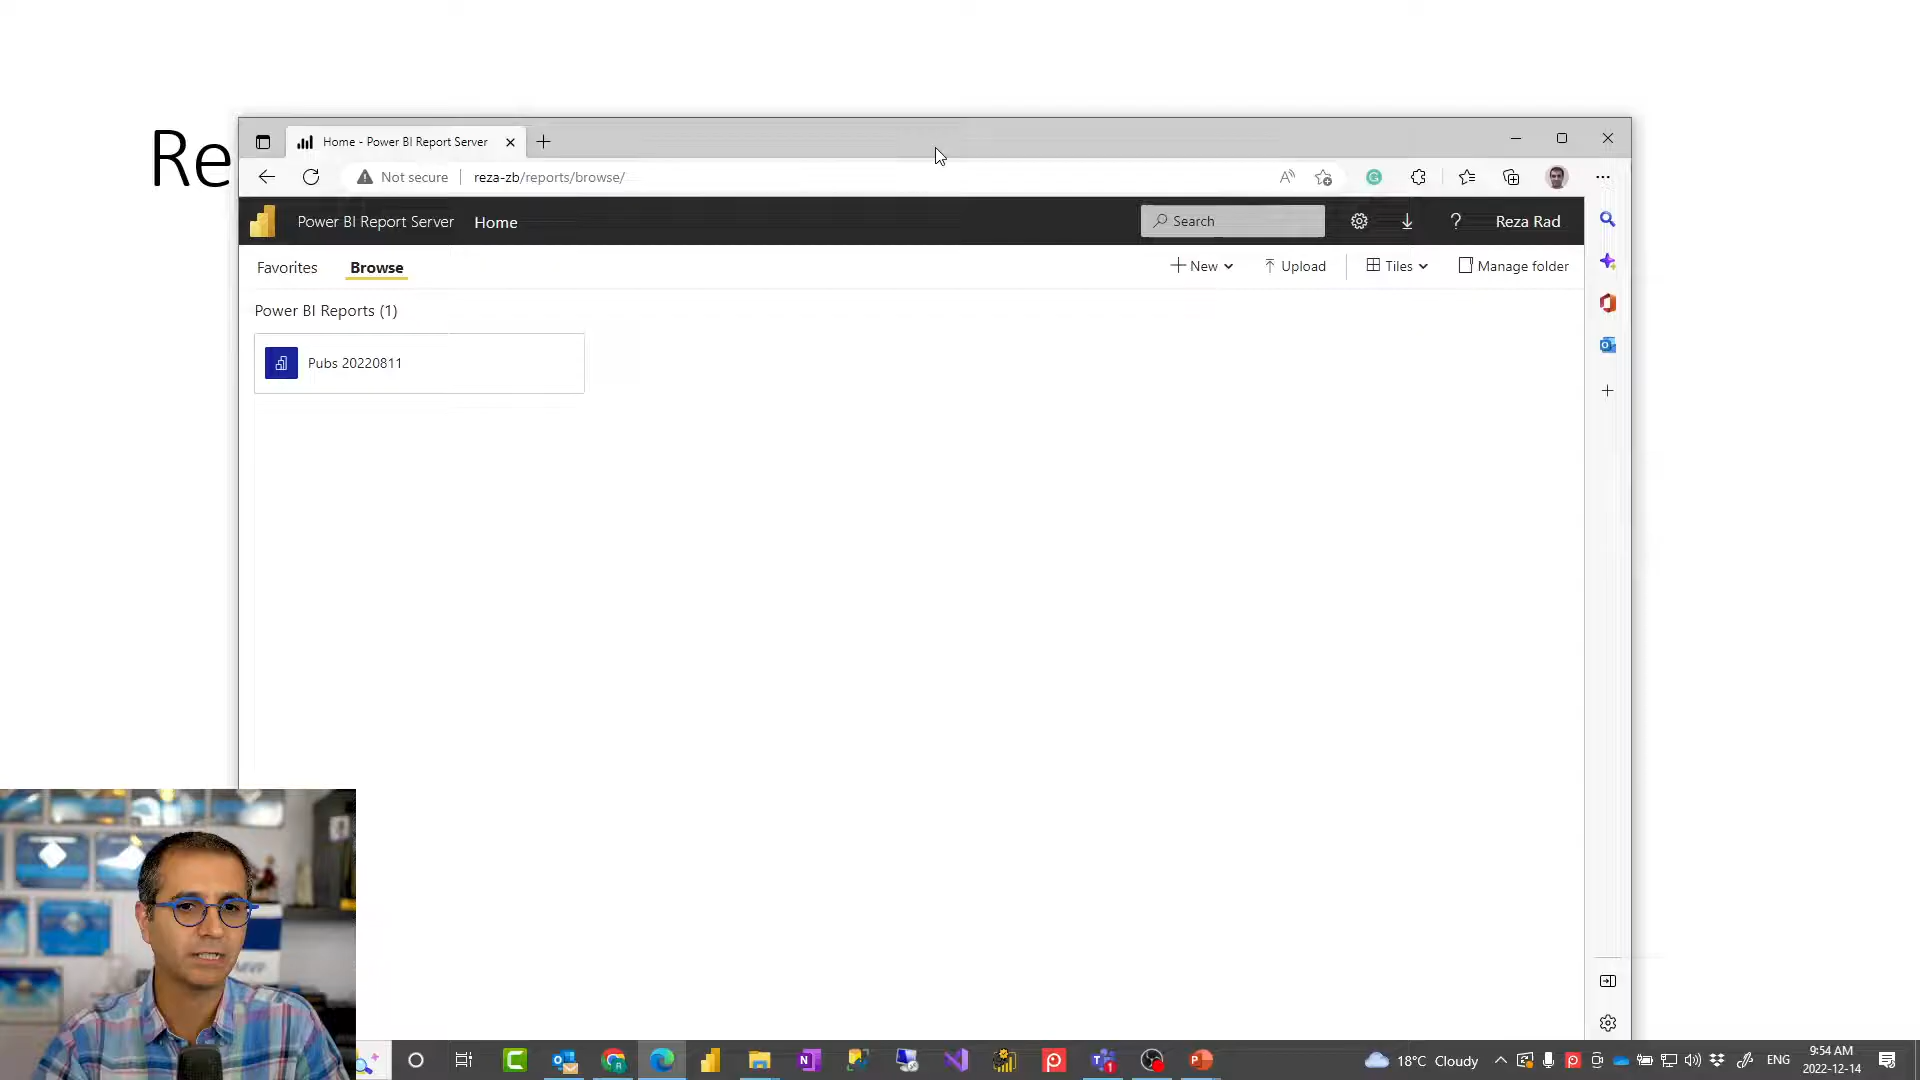 Re
Home - Power BI Report Server
Not secure
reza-zb/reports/browse/
Power BI Report Server
Home
Search
Reza Rad
Favorites
Browse
New
Upload
Tiles
Manage folder
Power BI Reports (1)
Pubs 20220811
18°C Cloudy
ENG
9:54 AM
2022-12-14